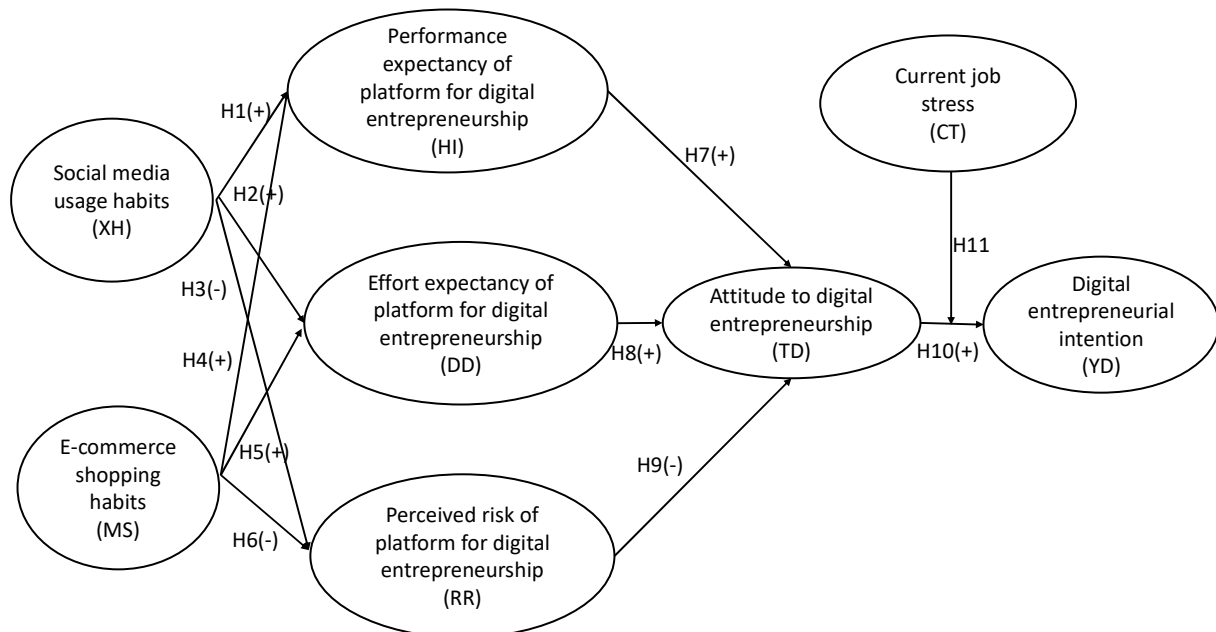 Performance
expectancy of
platform for digital
entrepreneurship
(HI)
Current job
stress
(CT)
H1(+)
H7(+)
Social media
usage habits
(XH)
H2(+)
H11
H3(-)
Effort expectancy of
platform for digital
entrepreneurship
(DD)
Attitude to digital
entrepreneurship
(TD)
Digital
entrepreneurial
intention
(YD)
H4(+)
H8(+)
H10(+)
E-commerce
shopping
habits
(MS)
H5(+)
H9(-)
H6(-)
Perceived risk of
platform for digital
entrepreneurship
(RR)